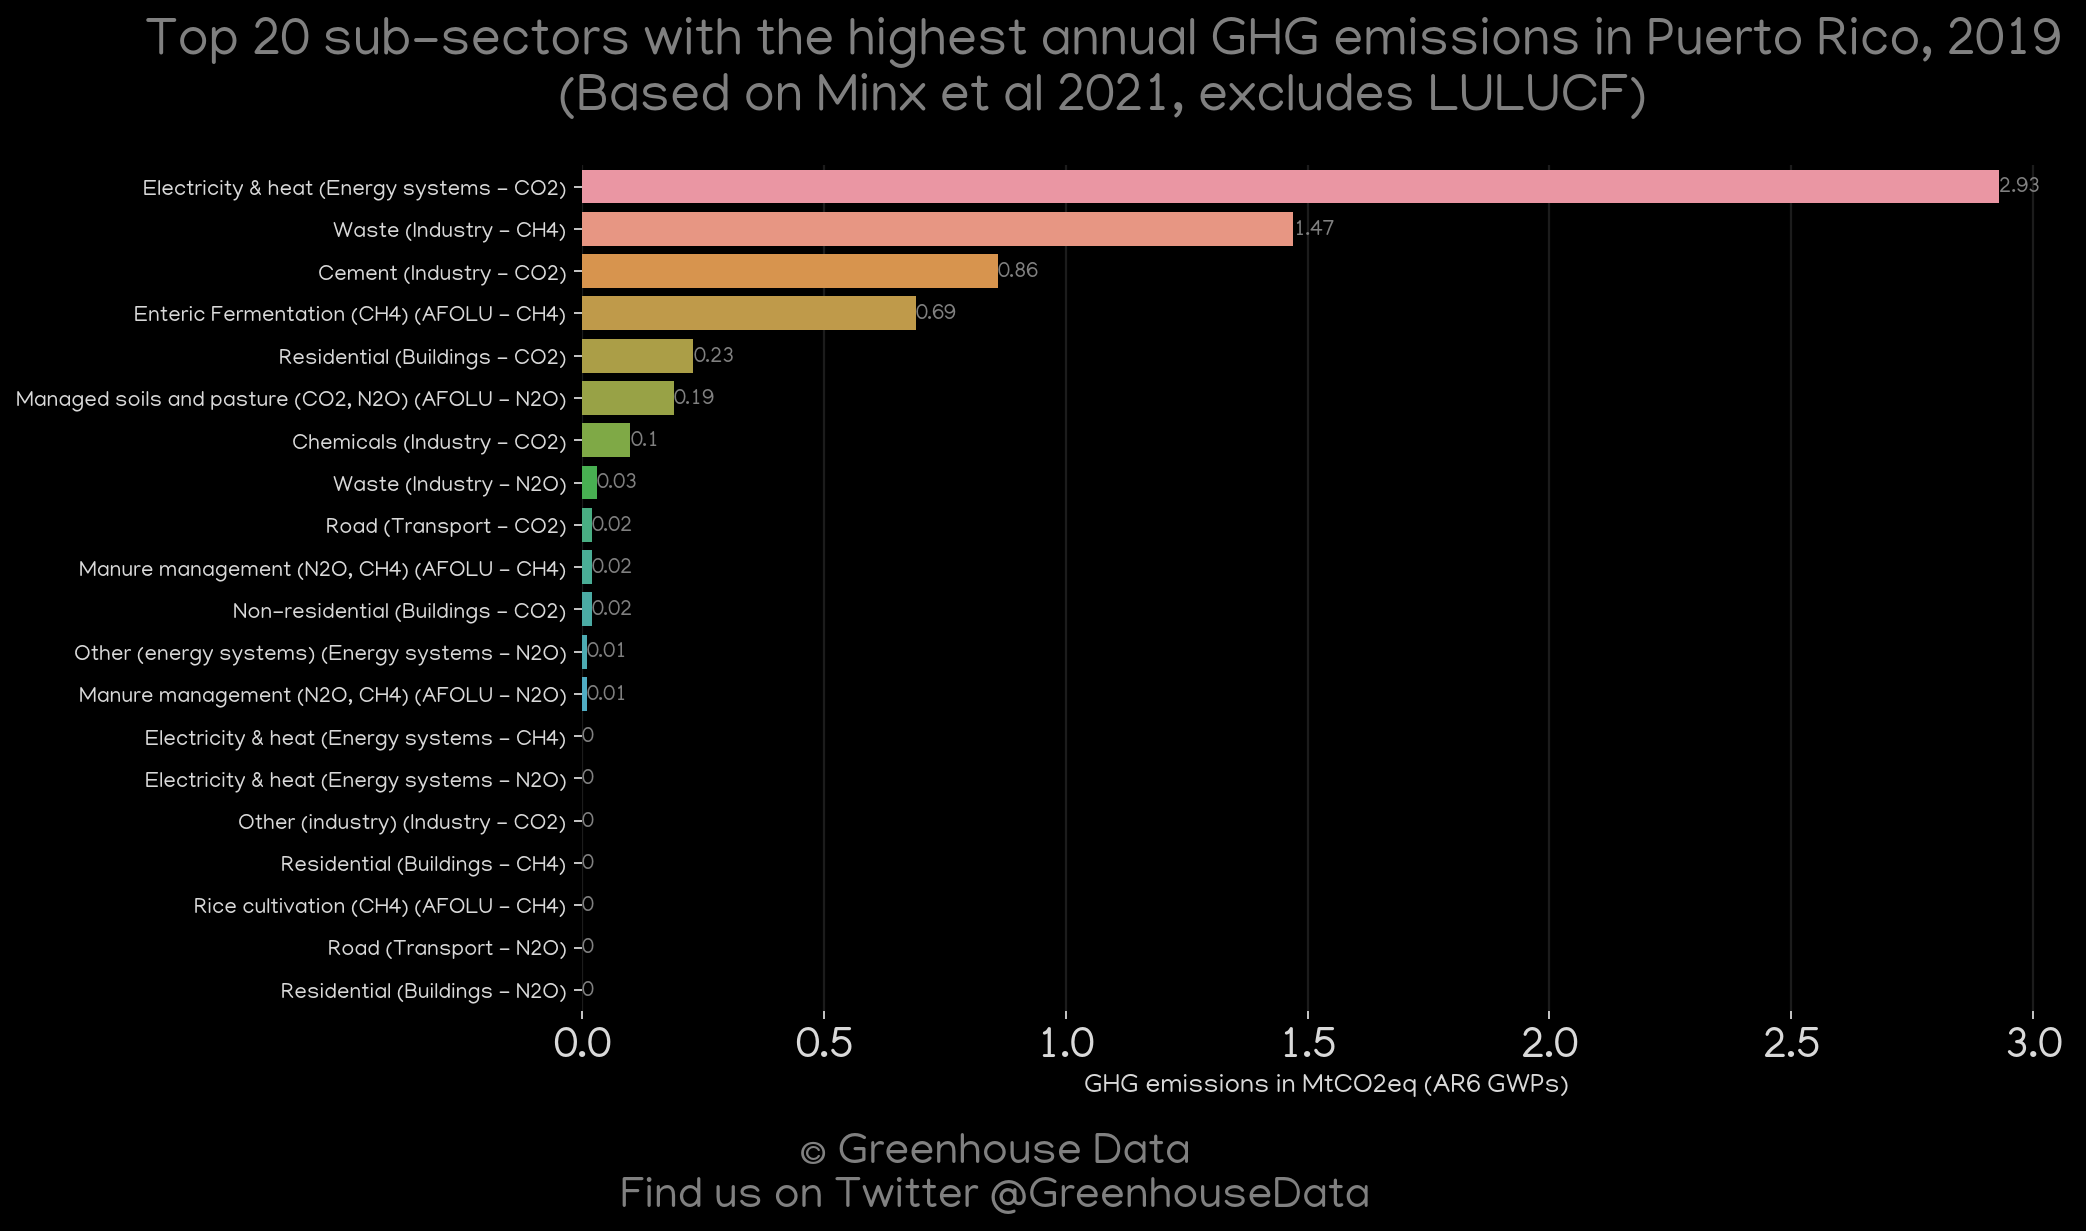 Top 20 sub-sectors with the highest annual GHG emissions in Puerto Rico, 2019
(Based on Minx et al 2021, excludes LULUCF)
Electricity & heat (Energy systems - CO2) 2.93
Waste (Industry - CH4) 1.47
Cement (Industry - CO2) 0.86
Enteric Fermentation (CH4) (AFOLU - CH4) 0.69
Residential (Buildings - CO2) 0.23
Managed soils and pasture (CO2, N2O) (AFOLU - N2O) 0.19
Chemicals (Industry - CO2) 0.1
Waste (Industry - N2O) 0.03
Road (Transport - CO2) 0.02
Manure management (N2O, CH4) (AFOLU - CH4) 0.02
Non-residential (Buildings - CO2) 0.02
Other (energy systems) (Energy systems - N2O) 0.01
Manure management (N2O, CH4) (AFOLU - N2O) 0.01
Electricity & heat (Energy systems - CH4) 0
Electricity & heat (Energy systems - N2O) 0
Other (industry) (Industry - CO2) 0
Residential (Buildings - CH4) 0
Rice cultivation (CH4) (AFOLU - CH4) 0
Road (Transport - N2O) 0
Residential (Buildings - N2O) 0
0.0 0.5 1.0 1.5 2.0 2.5 3.0
GHG emissions in MtCO2eq (AR6 GWPs)
© Greenhouse Data
Find us on Twitter @GreenhouseData